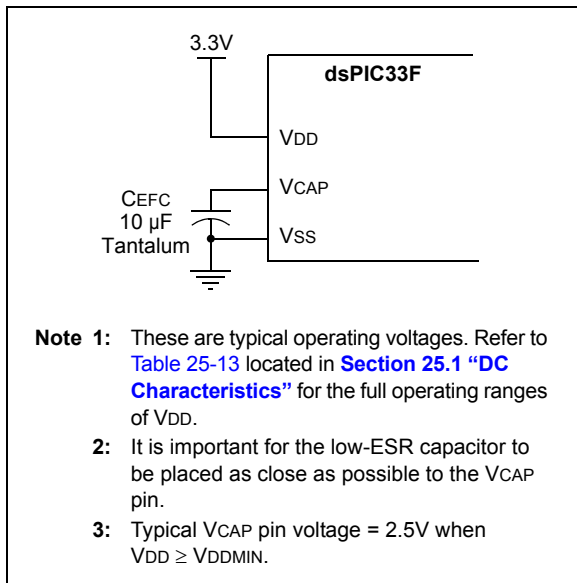 3.3V
dsPIC33F
VDD
VCAP
VSS
CEFC
10 µF
Tantalum
Note 1: These are typical operating voltages. Refer to
Table 25-13 located in Section 25.1 “DC
Characteristics” for the full operating ranges
of VDD.
2: It is important for the low-ESR capacitor to
be placed as close as possible to the VCAP
pin.
3: Typical VCAP pin voltage = 2.5V when
VDD ≥ VDDMIN.